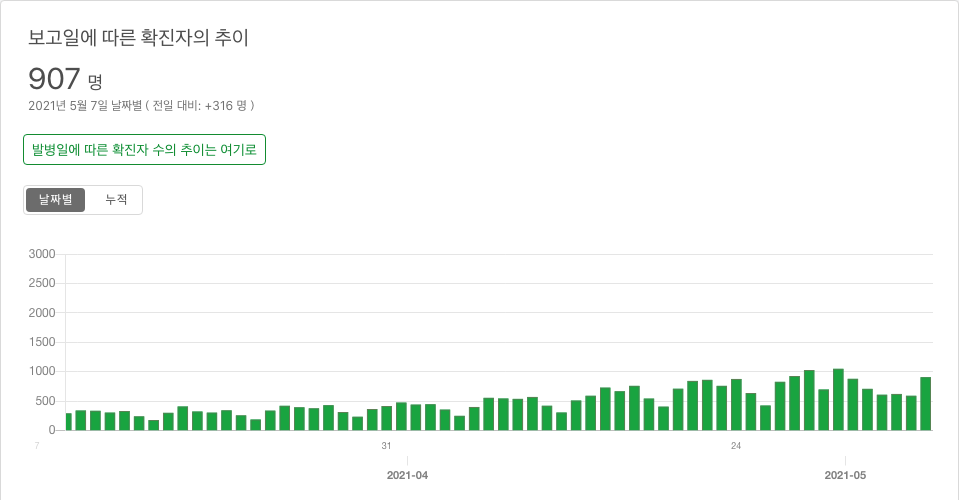 보고일에 따른 확진자의 추이
907 명
2021년 5월 7일 날짜별 ( 전일 대비: +316 명 )
발병일에 따른 확진자 수의 추이는 여기로
날짜별 누적
3000
2500
2000
1500
1000
500
0
7 31 24
2021-04 2021-05